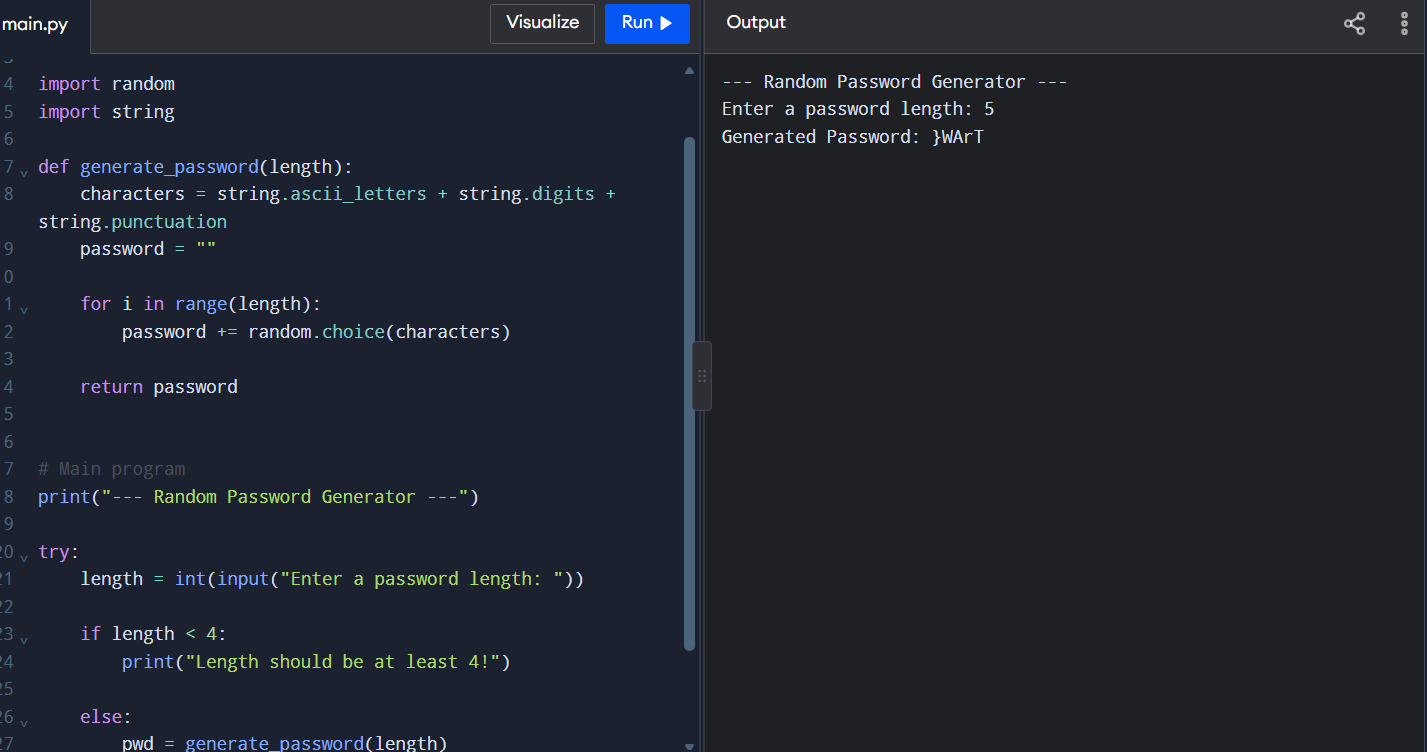 main.py
Visualize
Run
Output
4 import random
5 import string
6
7 def generate_password(length):
8     characters = string.ascii_letters + string.digits +
string.punctuation
9     password = ""
0
1     for i in range(length):
2         password += random.choice(characters)
3
4     return password
5
6
7 # Main program
8 print("--- Random Password Generator ---")
9
20 try:
21     length = int(input("Enter a password length: "))
22
23     if length < 4:
24         print("Length should be at least 4!")
25
26     else:
27         pwd = generate_password(length)
--- Random Password Generator ---
Enter a password length: 5
Generated Password: }WArT